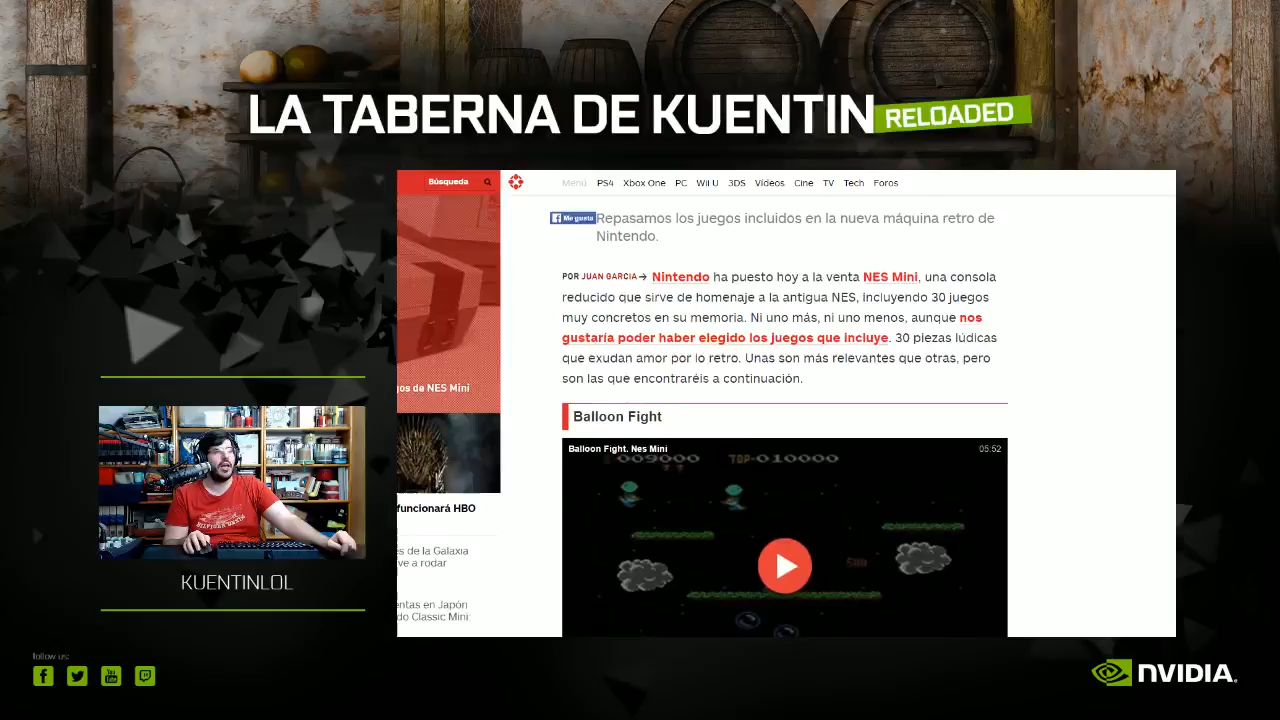 LA TABERNA DE KUENTIN RELOADED
Búsqueda
Menú PS4 Xbox One PC Wii U 3DS Vídeos Cine TV Tech Foros
Me gusta
Repasamos los juegos incluidos en la nueva máquina retro de
Nintendo.
POR JUAN GARCIA → Nintendo ha puesto hoy a la venta NES Mini, una consola
reducido que sirve de homenaje a la antigua NES, incluyendo 30 juegos
muy concretos en su memoria. Ni uno más, ni uno menos, aunque nos
gustaría poder haber elegido los juegos que incluye. 30 piezas lúdicas
que exudan amor por lo retro. Unas son más relevantes que otras, pero
son las que encontraréis a continuación.
gos de NES Mini
funcionará HBO
es de la Galaxia
ve a rodar
entas en Japón
do Classic Mini:
Balloon Fight
Balloon Fight. Nes Mini
05:52
009000 TOP-010000
KUENTINLOL
follow us:
You
Tube
NVIDIA.